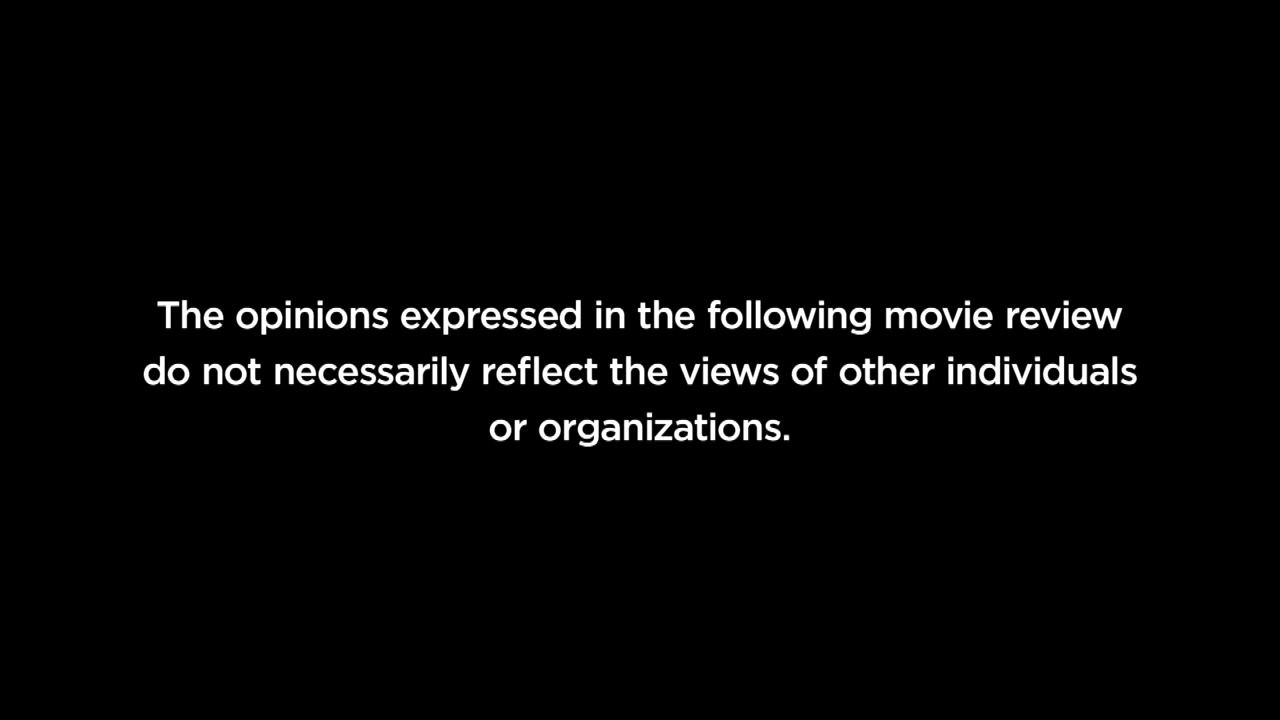 The opinions expressed in the following movie review
do not necessarily reflect the views of other individuals
or organizations.